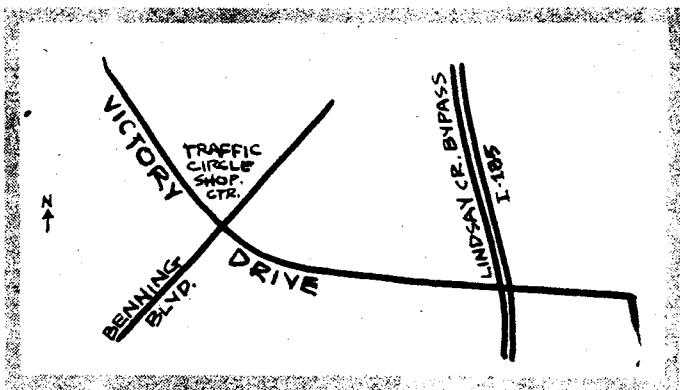 VICTORY
TRAFFIC
CIRCLE
SHOP.
CTR.
LINDSAY CR. BYPASS
I-185
N
DRIVE
BENNING
BLVD.